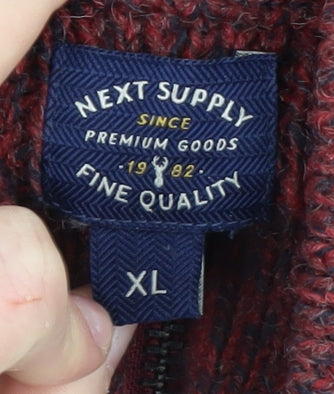 NEXT SUPPLY
SINCE
PREMIUM GOODS
·19 82·
FINE QUALITY
XL